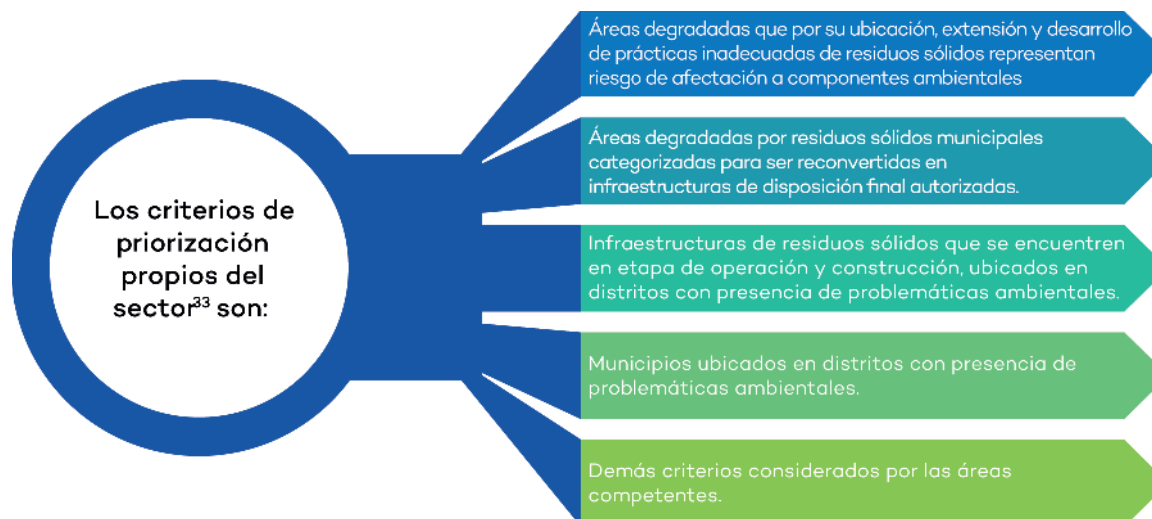 Los criterios de
priorización
propios del
sector³³ son:
Áreas degradadas que por su ubicación, extensión y desarrollo
de prácticas inadecuadas de residuos sólidos representan
riesgo de afectación a componentes ambientales
Áreas degradadas por residuos sólidos municipales
categorizadas para ser reconvertidas en
infraestructuras de disposición final autorizadas.
Infraestructuras de residuos sólidos que se encuentren
en etapa de operación y construcción, ubicados en
distritos con presencia de problemáticas ambientales.
Municipios ubicados en distritos con presencia de
problemáticas ambientales.
Demás criterios considerados por las áreas
competentes.